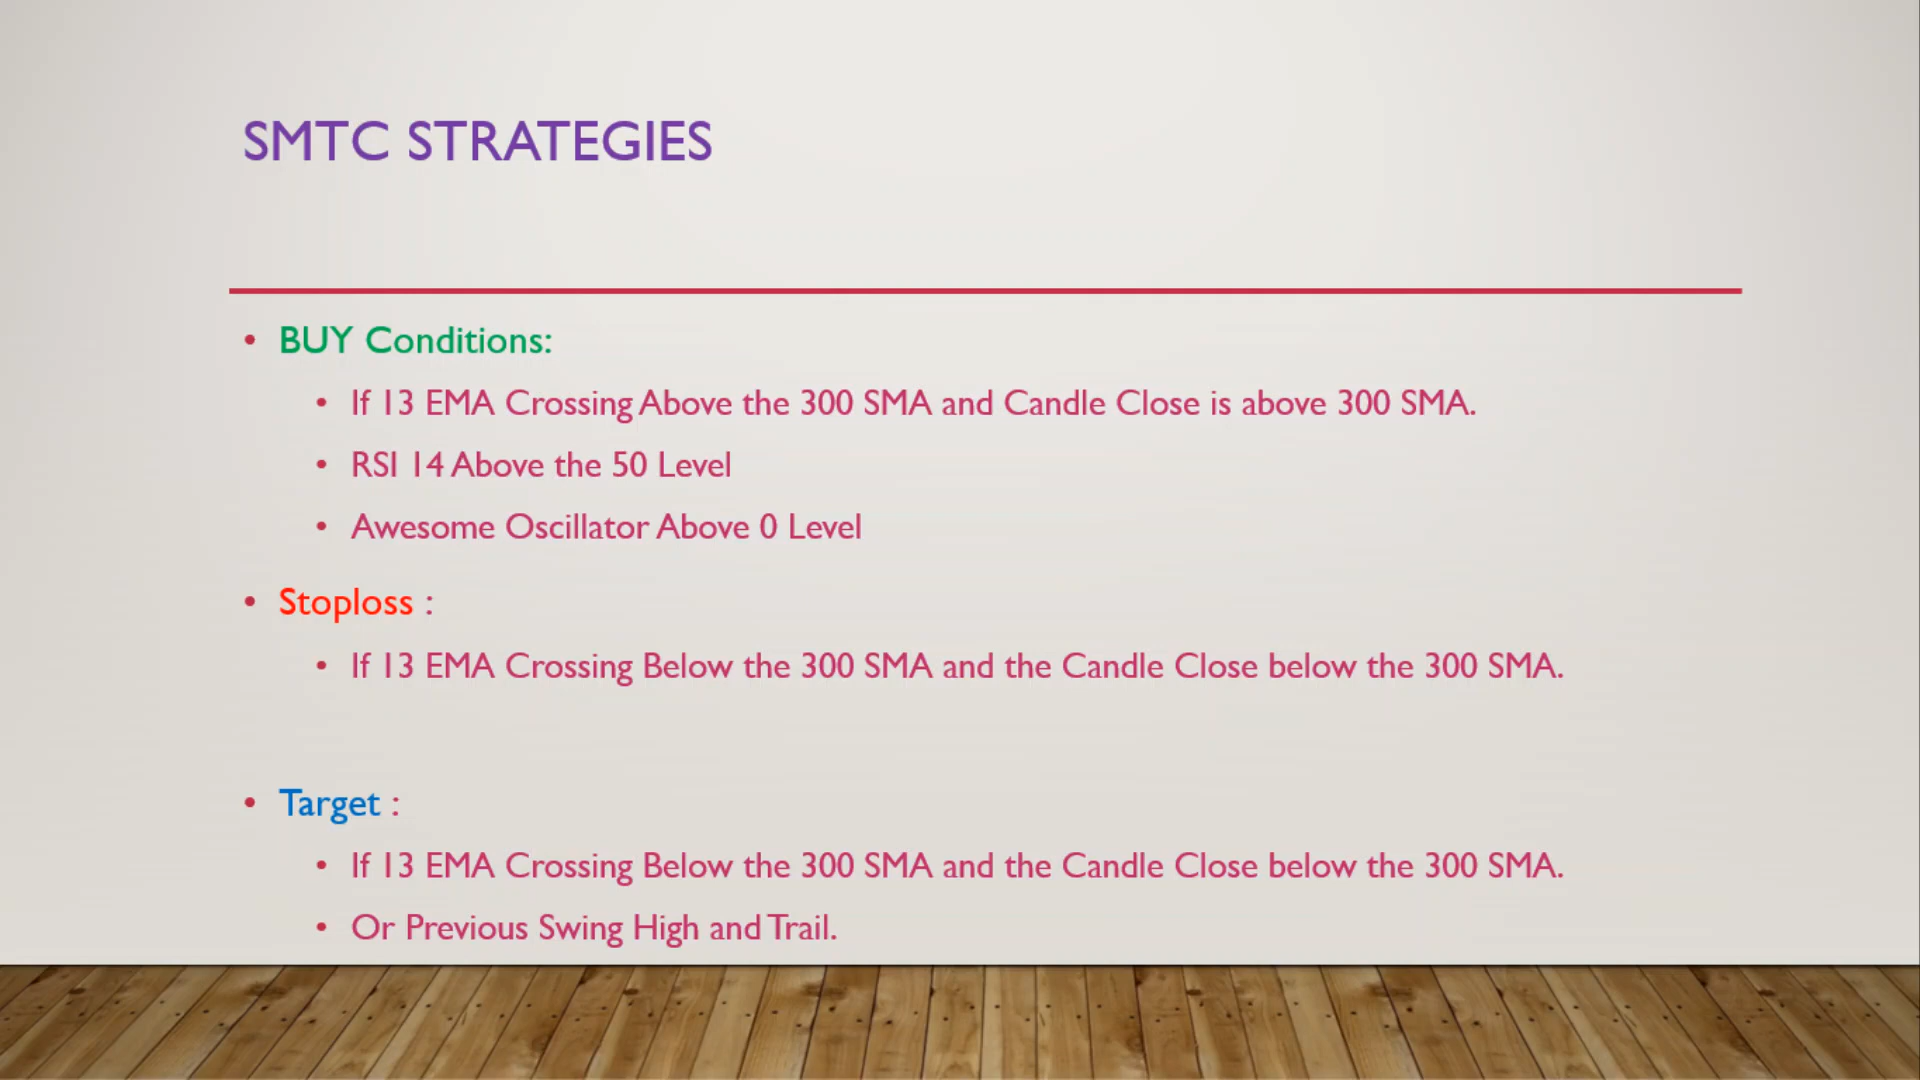 SMTC STRATEGIES
• BUY Conditions:
• If 13 EMA Crossing Above the 300 SMA and Candle Close is above 300 SMA.
• RSI 14 Above the 50 Level
• Awesome Oscillator Above 0 Level
• Stoploss :
• If 13 EMA Crossing Below the 300 SMA and the Candle Close below the 300 SMA.
• Target :
• If 13 EMA Crossing Below the 300 SMA and the Candle Close below the 300 SMA.
• Or Previous Swing High and Trail.